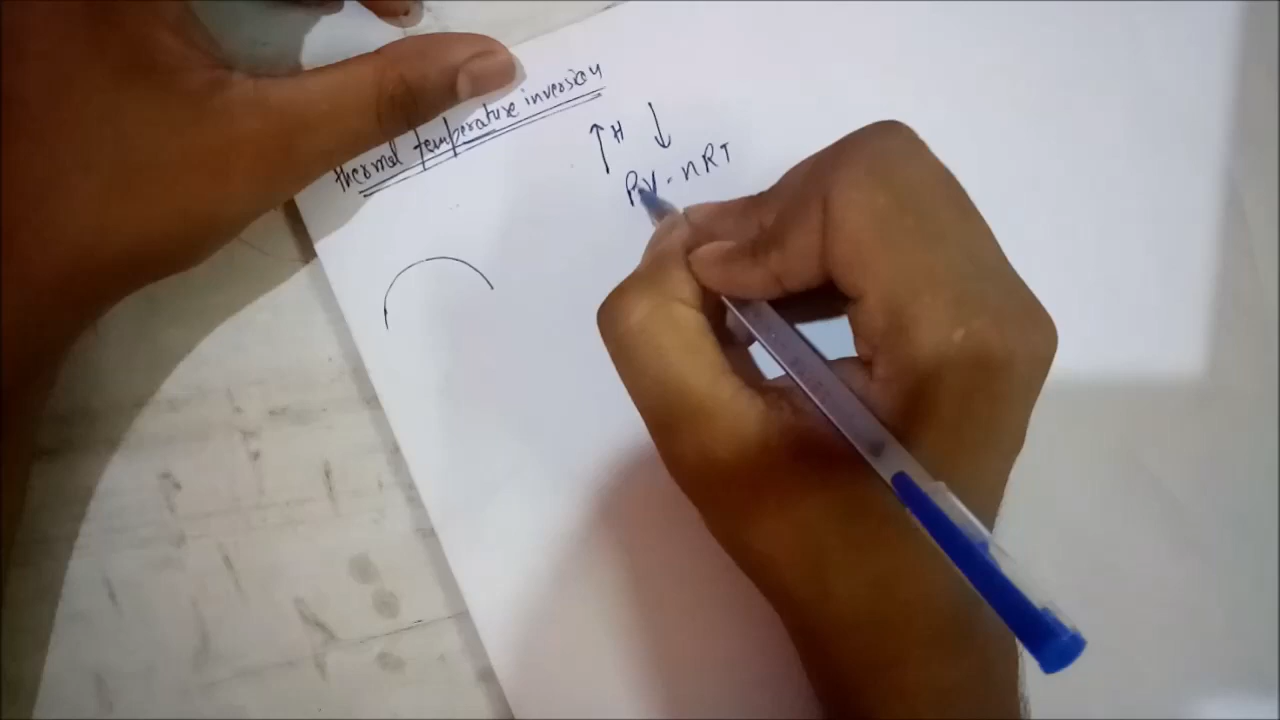 thermal temperature inversion
↑H ↓
PV = nRT